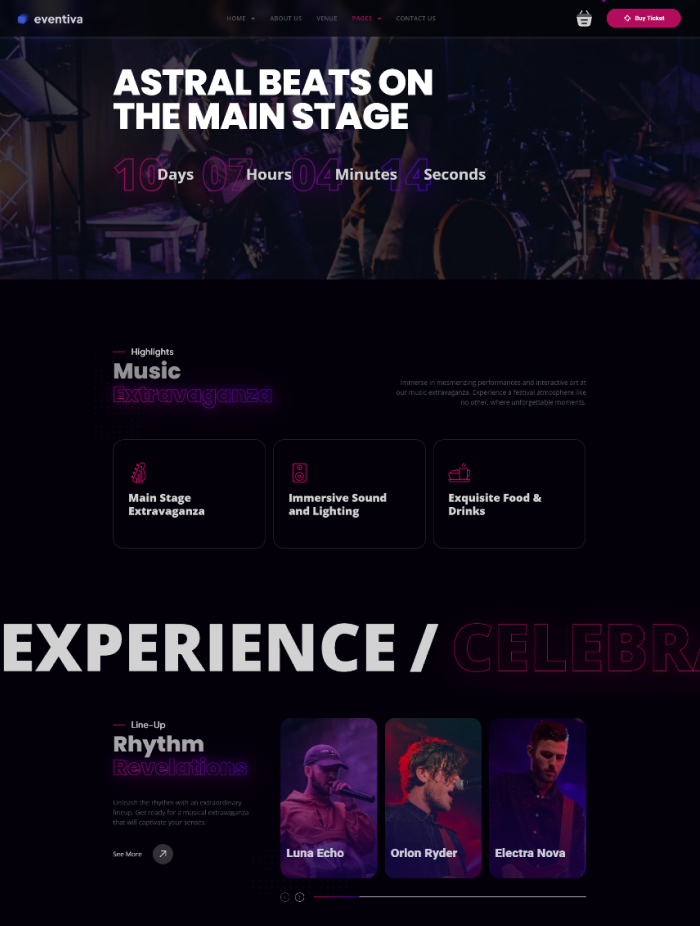 eventiva
HOME ABOUT US VENUE PAGES CONTACT US
Buy Ticket
ASTRAL BEATS ON
THE MAIN STAGE
10 Days 07 Hours 04 Minutes 14 Seconds
Highlights
Music
Extravaganza
Immerse in mesmerizing performances and interactive art at
our music extravaganza. Experience a festival atmosphere like
no other, where unforgettable moments.
Main Stage
Extravaganza
Immersive Sound
and Lighting
Exquisite Food &
Drinks
EXPERIENCE / CELEBRA
Line-Up
Rhythm
Revelations
Unleash the rhythm with an extraordinary
lineup. Get ready for a musical extravaganza
that will captivate your senses.
See More
Luna Echo
Orion Ryder
Electra Nova